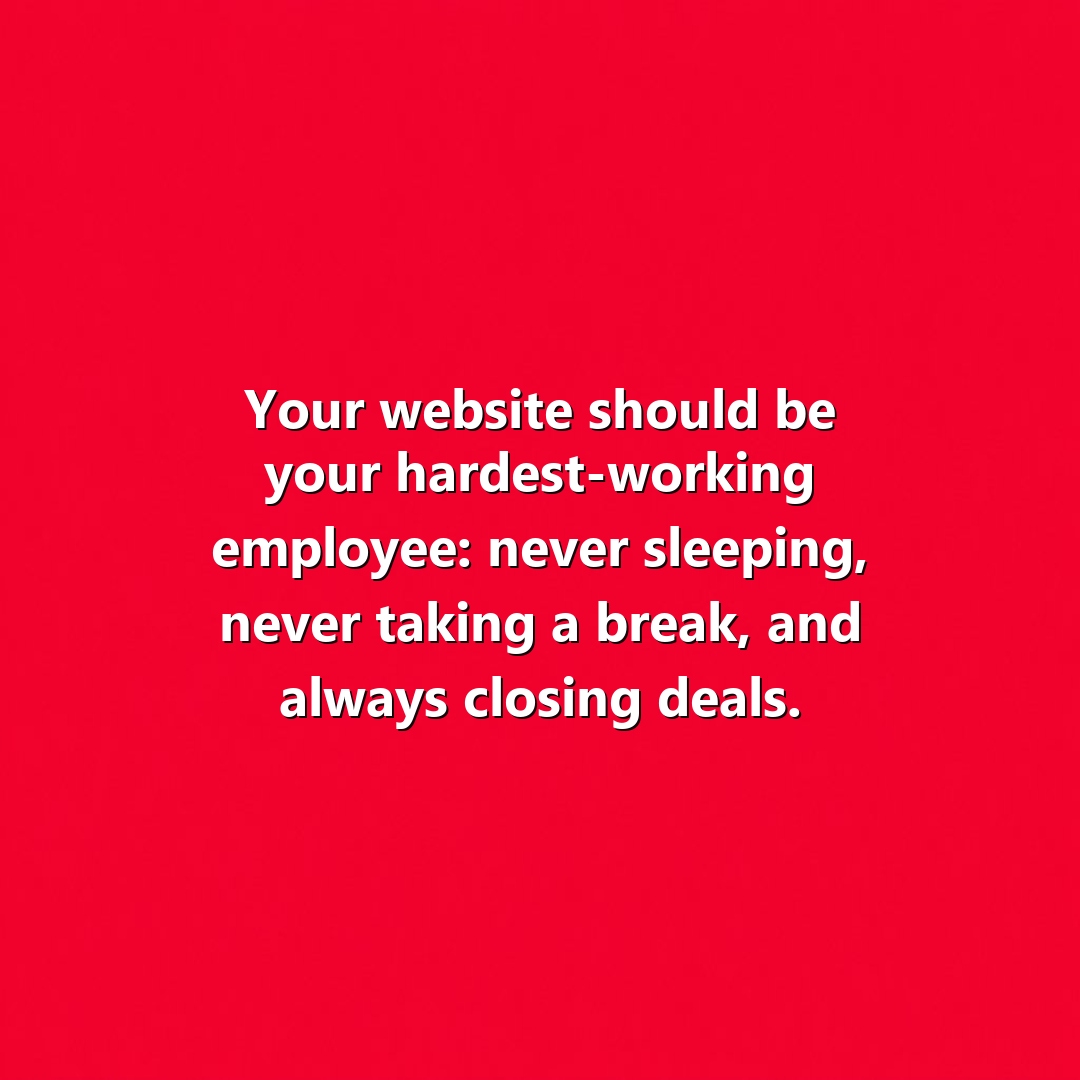 Your website should be
your hardest-working
employee: never sleeping,
never taking a break, and
always closing deals.